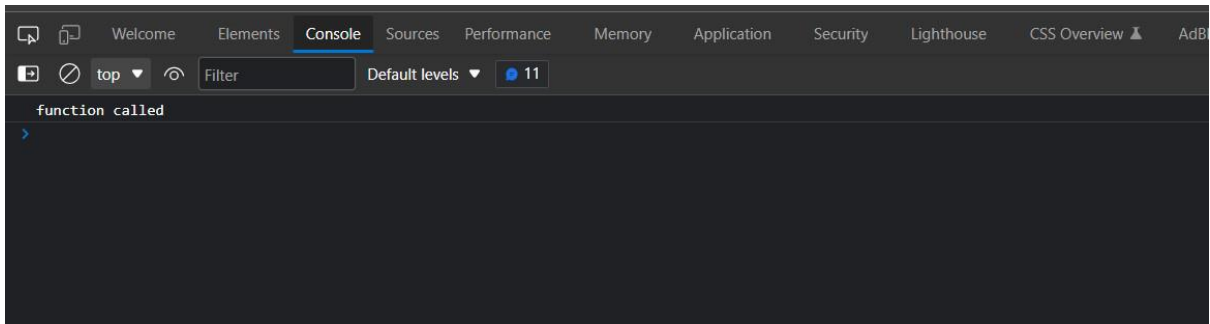 Welcome Elements Console Sources Performance Memory Application Security Lighthouse CSS Overview
top Filter Default levels 11
function called